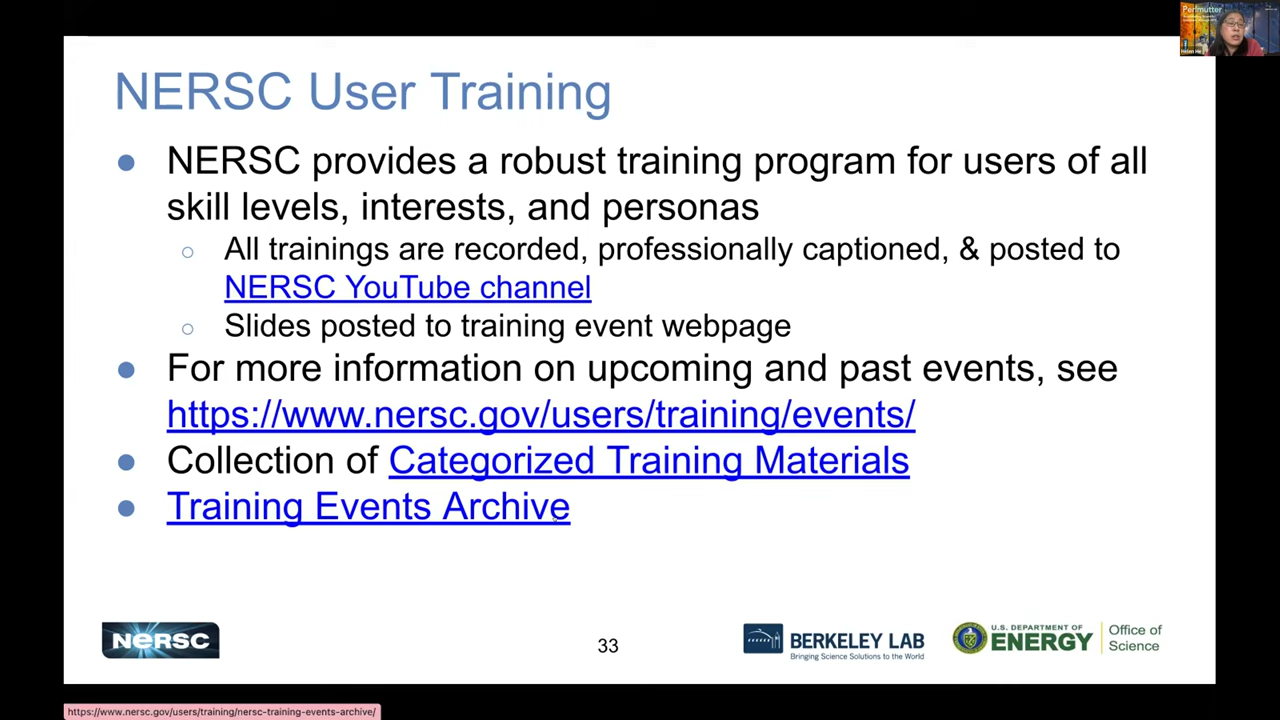 Perlmutter
NERSC User Training
● NERSC provides a robust training program for users of all
skill levels, interests, and personas
○ All trainings are recorded, professionally captioned, & posted to
NERSC YouTube channel
○ Slides posted to training event webpage
● For more information on upcoming and past events, see
https://www.nersc.gov/users/training/events/
● Collection of Categorized Training Materials
● Training Events Archive
NERSC
33
BERKELEY LAB
Bringing Science Solutions to the World
U.S. DEPARTMENT OF
ENERGY
Office of
Science
https://www.nersc.gov/users/training/nersc-training-events-archive/